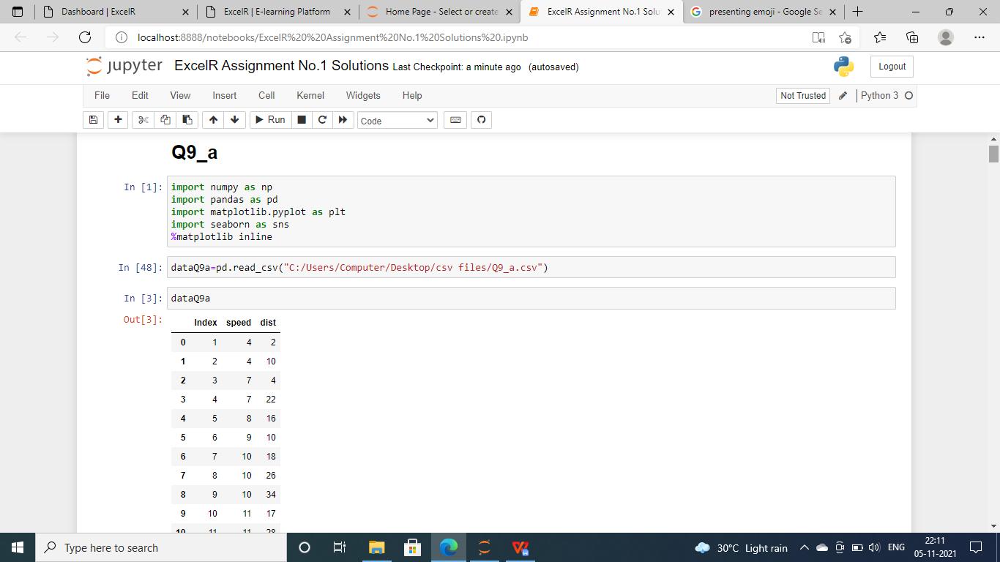 Dashboard | ExcelR
ExcelR | E-learning Platform
Home Page - Select or create
ExcelR Assignment No.1 Solu
presenting emoji - Google Se
localhost:8888/notebooks/ExcelR%20%20Assignment%20No.1%20Solutions%20.ipynb
jupyter ExcelR Assignment No.1 Solutions Last Checkpoint: a minute ago (autosaved)
Logout
File Edit View Insert Cell Kernel Widgets Help
Not Trusted Python 3
Run Code
Q9_a
In [1]: import numpy as np
import pandas as pd
import matplotlib.pyplot as plt
import seaborn as sns
%matplotlib inline
In [48]: dataQ9a=pd.read_csv("C:/Users/Computer/Desktop/csv files/Q9_a.csv")
In [3]: dataQ9a
Out[3]:
Index speed dist
0 1 4 2
1 2 4 10
2 3 7 4
3 4 7 22
4 5 8 16
5 6 9 10
6 7 10 18
7 8 10 26
8 9 10 34
9 10 11 17
10 11 11 28
Type here to search
30°C Light rain
ENG
22:11
05-11-2021